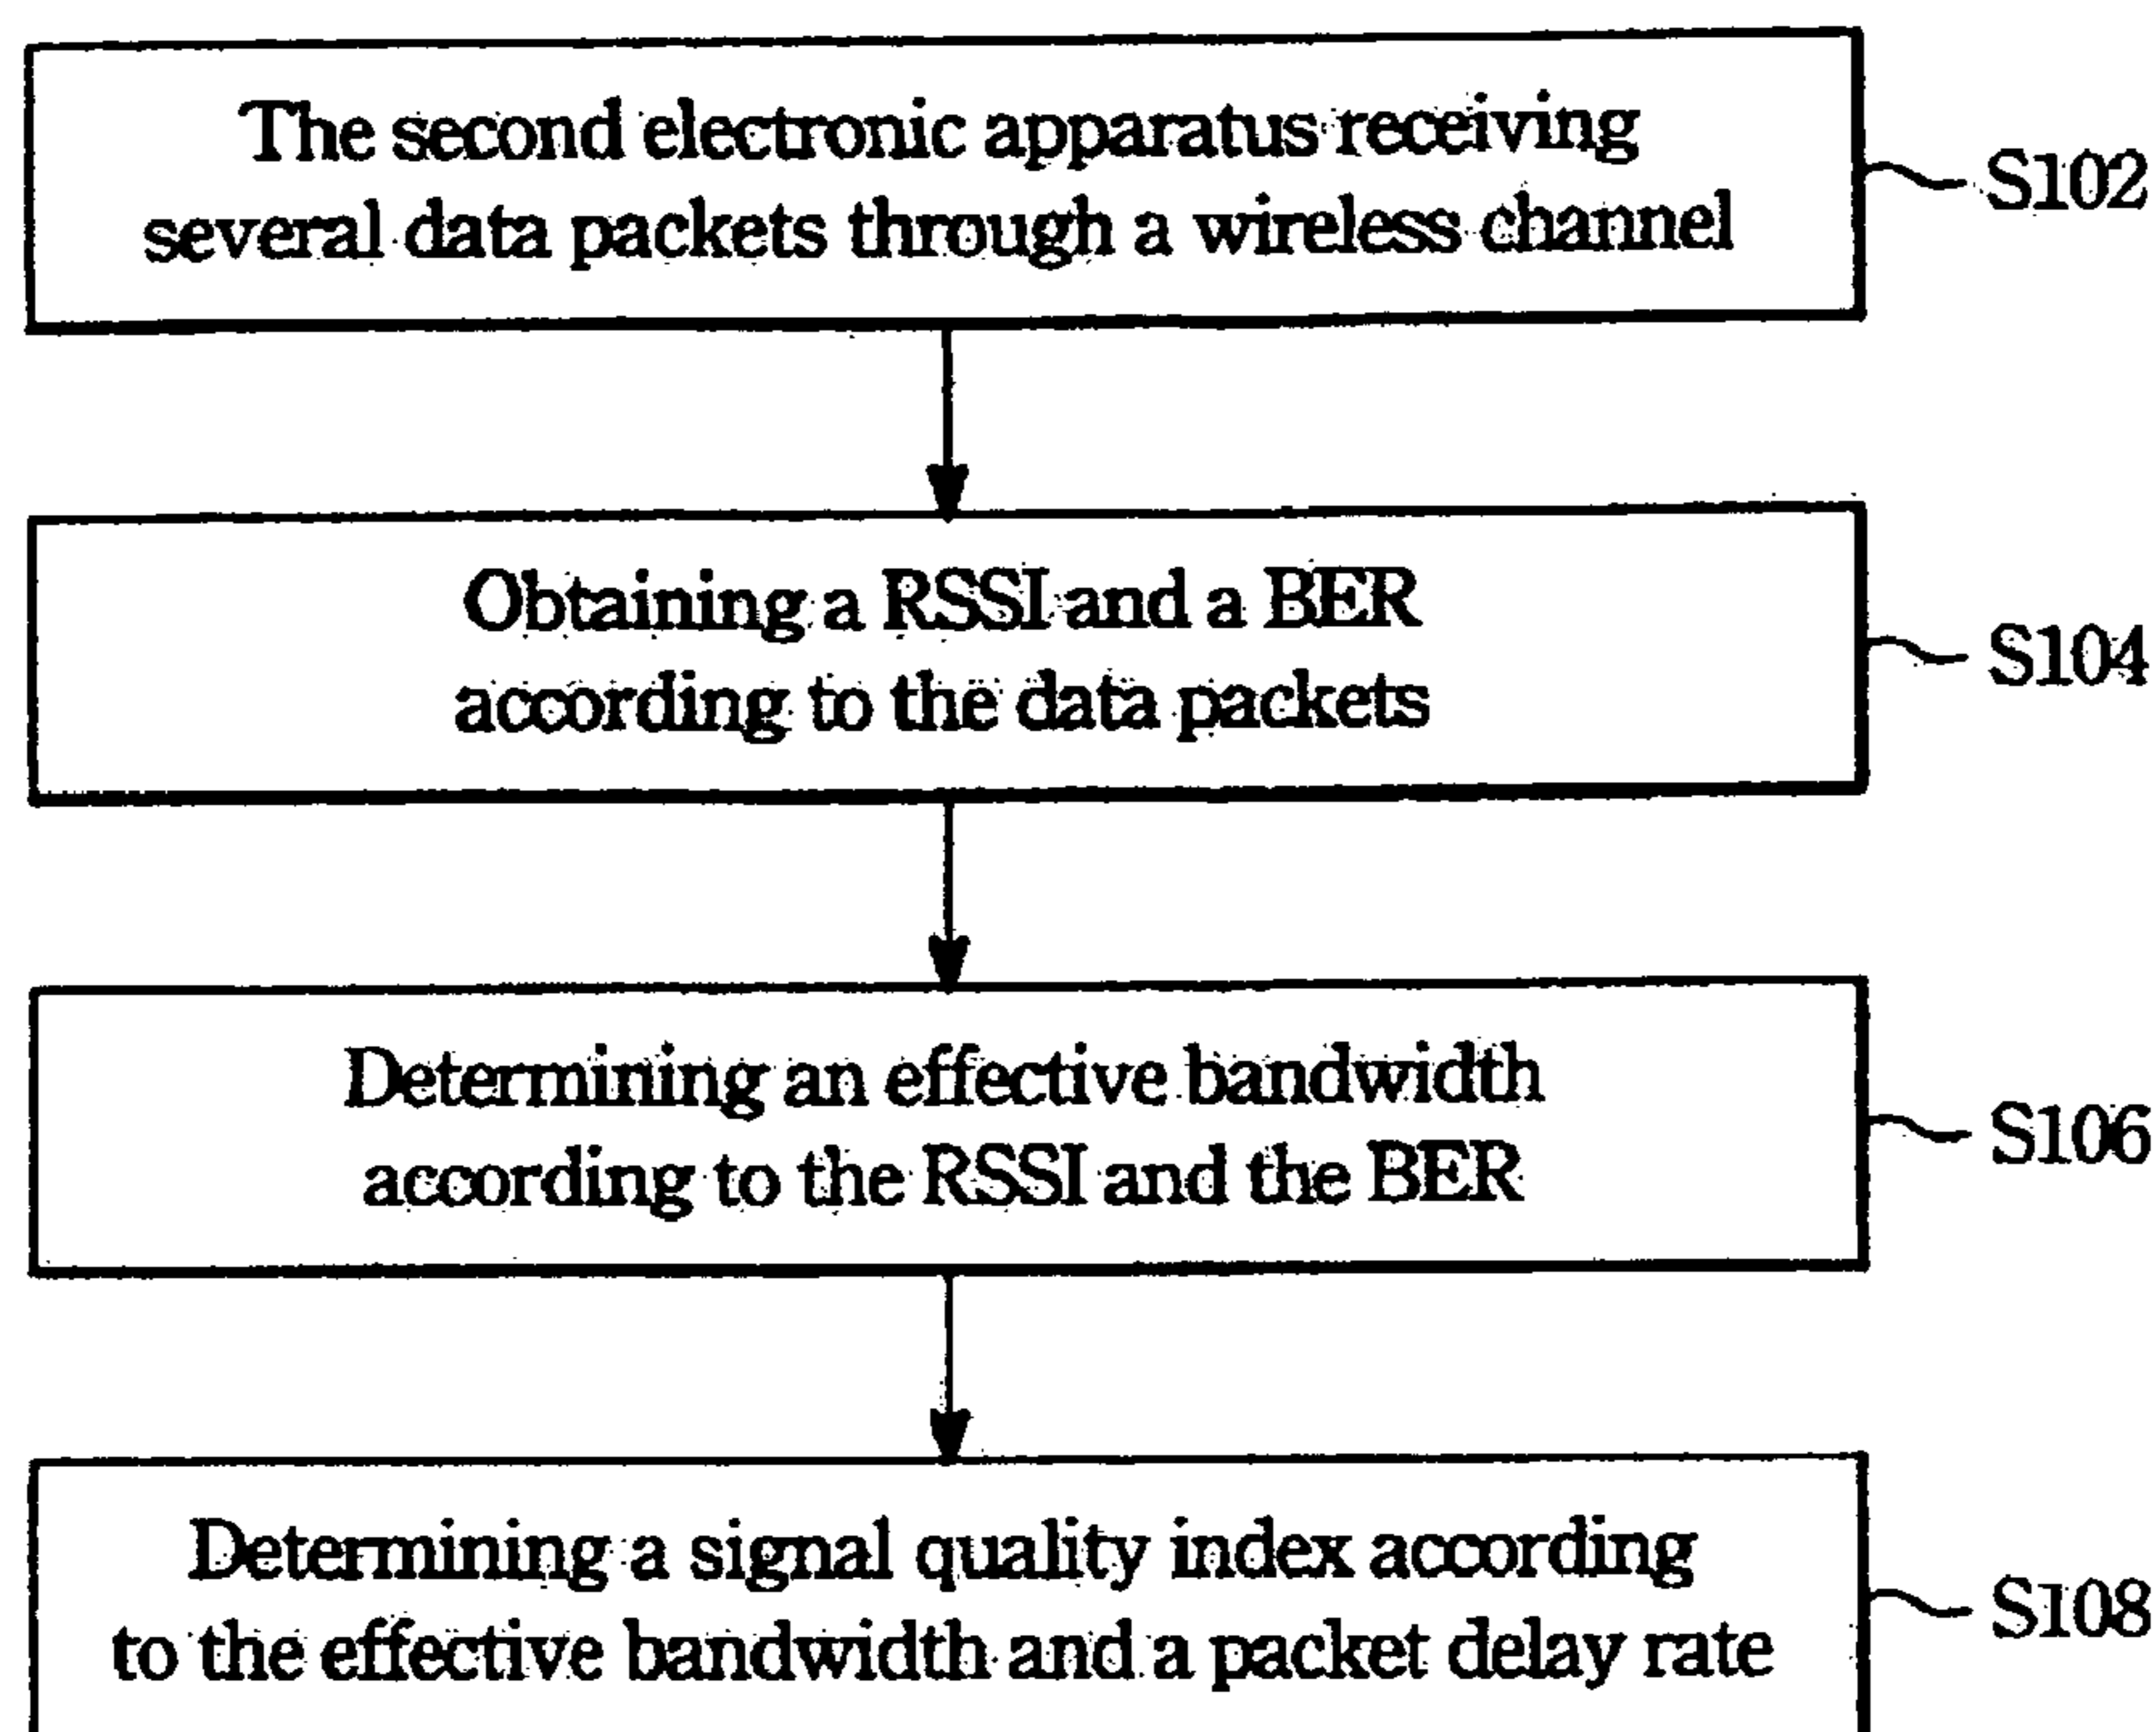 The second electronic apparatus receiving
several data packets through a wireless channel
S102
Obtaining a RSSI and a BER
according to the data packets
S104
Determining an effective bandwidth
according to the RSSI and the BER
S106
Determining a signal quality index according
to the effective bandwidth and a packet delay rate
S108